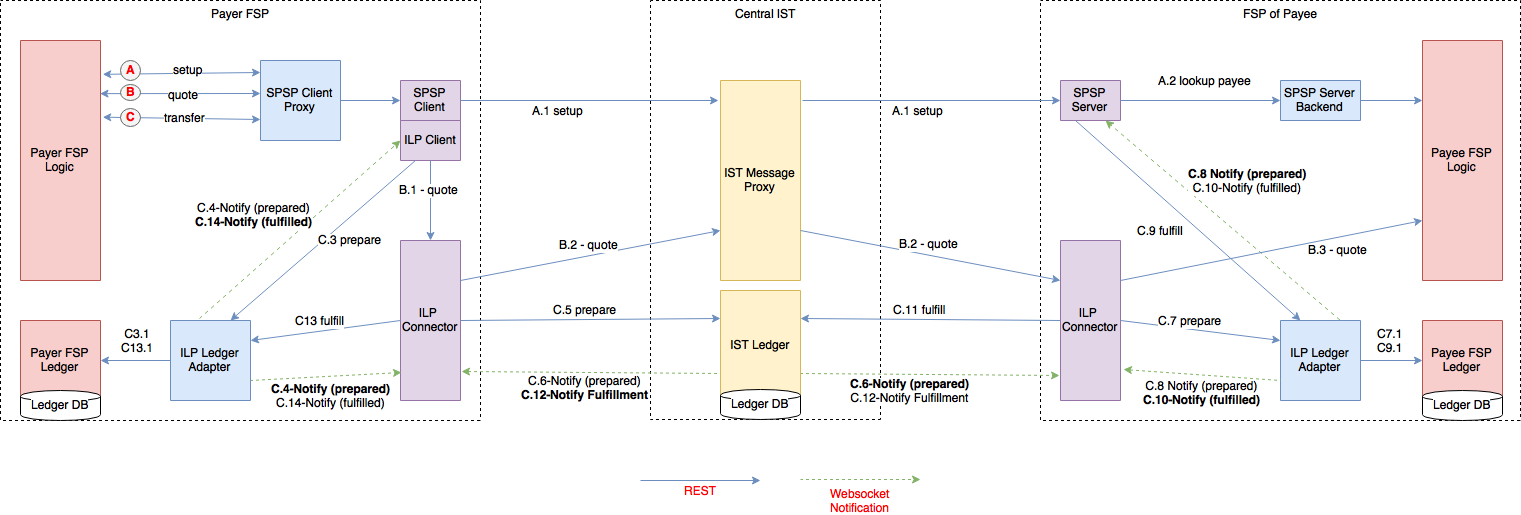 Payer FSP
Central IST
FSP of Payee
Payer FSP
Logic
A
setup
B
quote
C
transfer
SPSP Client
Proxy
SPSP
Client
ILP Client
A.1 setup
IST Message
Proxy
A.1 setup
SPSP
Server
A.2 lookup payee
SPSP Server
Backend
Payee FSP
Logic
B.1 - quote
C.4-Notify (prepared)
C.14-Notify (fulfilled)
C.3 prepare
B.2 - quote
B.2 - quote
C.8 Notify (prepared)
C.10-Notify (fulfilled)
C.9 fulfill
B.3 - quote
Payer FSP
Ledger
Ledger DB
C3.1
C13.1
ILP Ledger
Adapter
C13 fulfill
ILP
Connector
C.5 prepare
IST Ledger
Ledger DB
C.11 fulfill
ILP
Connector
C.7 prepare
ILP Ledger
Adapter
C7.1
C9.1
Payee FSP
Ledger
Ledger DB
C.4-Notify (prepared)
C.14-Notify (fulfilled)
C.6-Notify (prepared)
C.12-Notify Fulfillment
C.6-Notify (prepared)
C.12-Notify Fulfillment
C.8 Notify (prepared)
C.10-Notify (fulfilled)
REST
Websocket
Notification